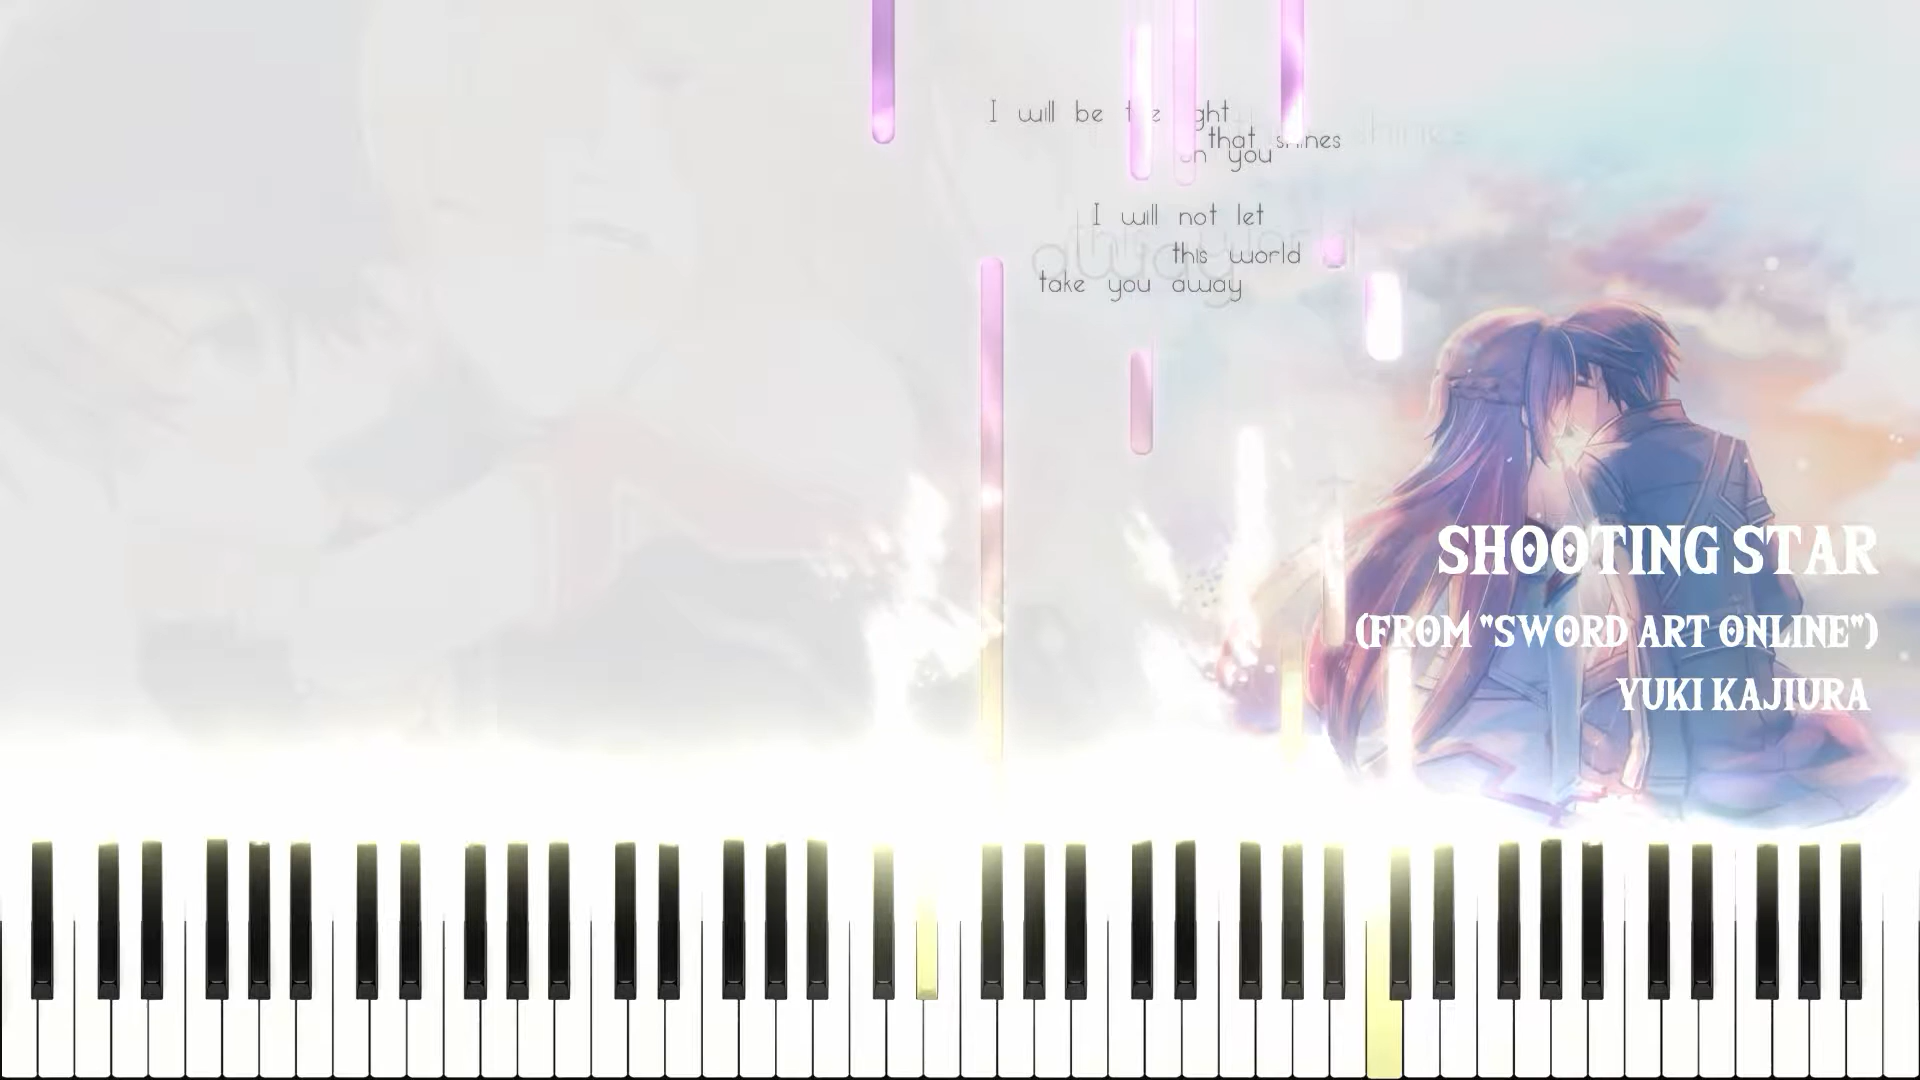 I will be the light
that shines
on you
I will not let
this world
take you away
SHOOTING STAR
(FROM "SWORD ART ONLINE")
YUKI KAJIURA